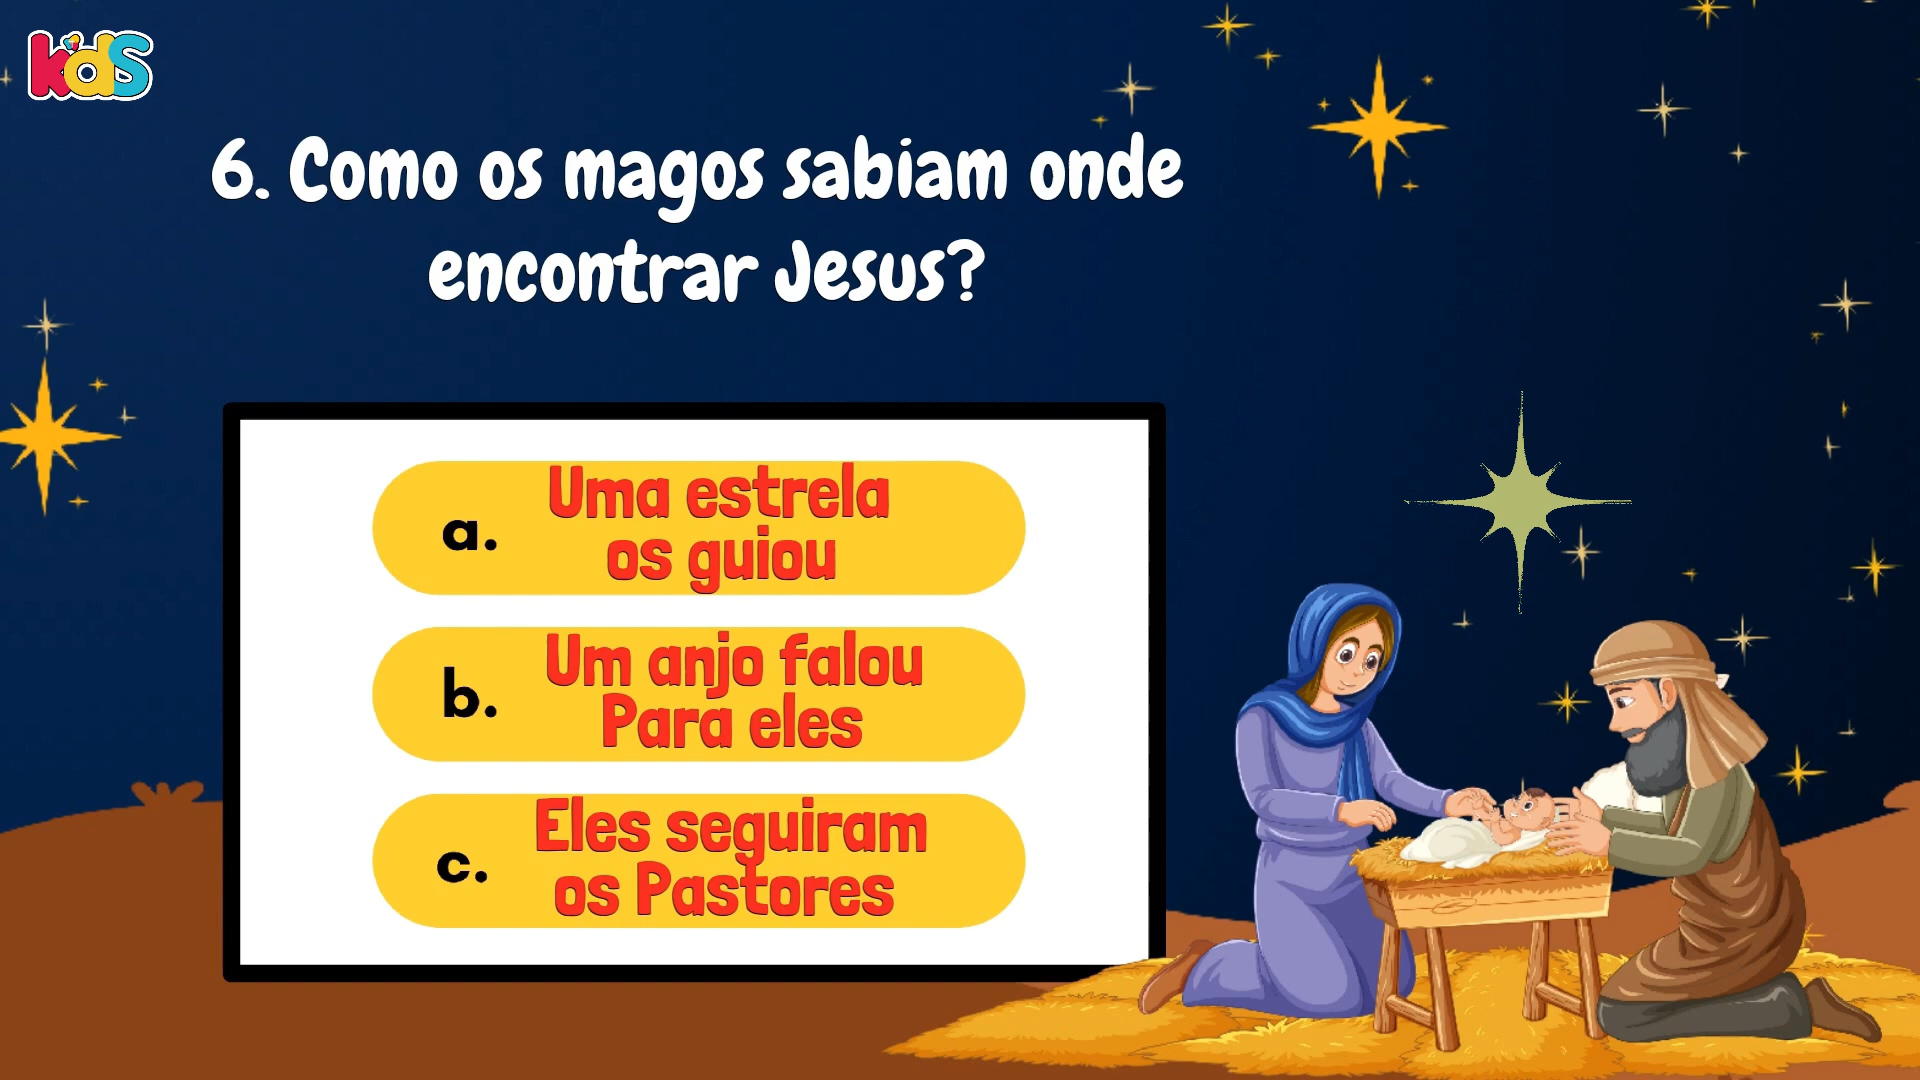 kids
6. Como os magos sabiam onde
encontrar Jesus?
a. Uma estrela
os guiou
b. Um anjo falou
Para eles
c. Eles seguiram
os Pastores